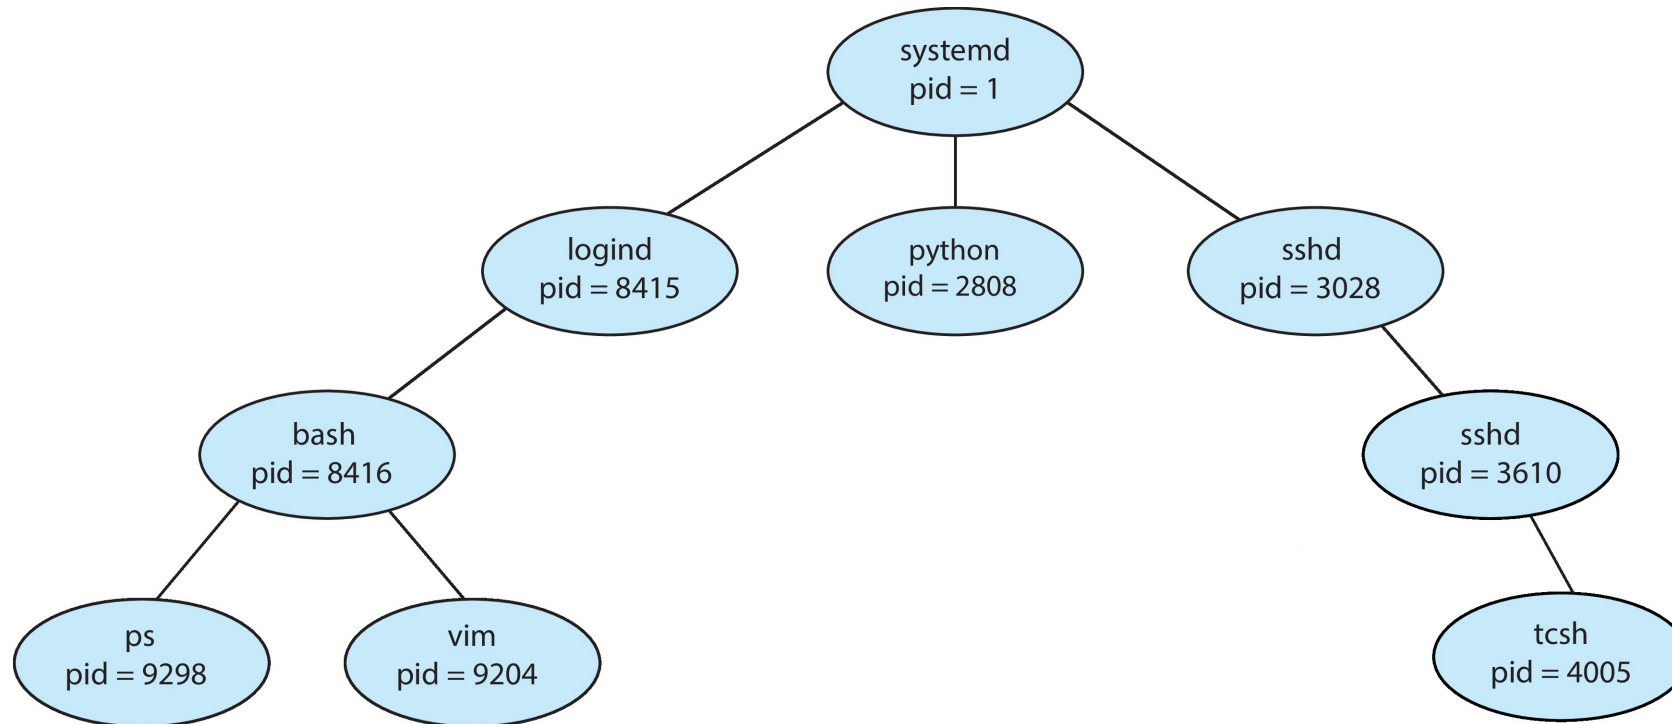 systemd
pid = 1
logind
pid = 8415
python
pid = 2808
sshd
pid = 3028
bash
pid = 8416
sshd
pid = 3610
ps
pid = 9298
vim
pid = 9204
tcsh
pid = 4005